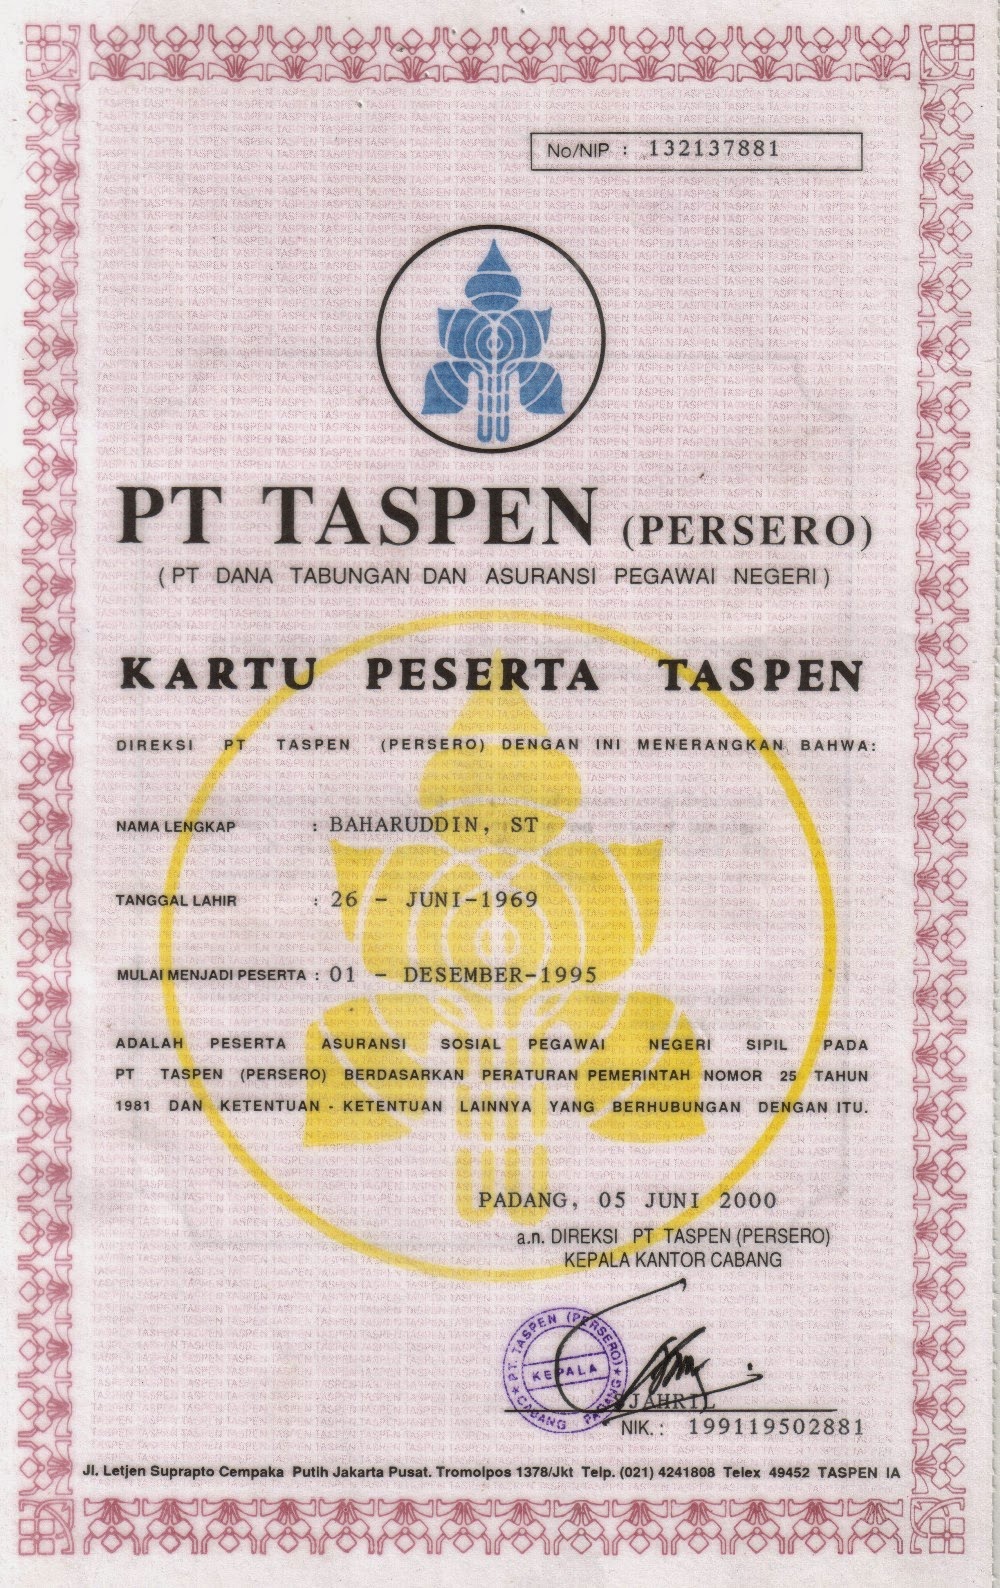 No/NIP : 132137881
PT TASPEN (PERSERO)
(PT DANA TABUNGAN DAN ASURANSI PEGAWAI NEGERI)
KARTU PESERTA TASPEN
DIREKSI PT TASPEN (PERSERO) DENGAN INI MENERANGKAN BAHWA:
NAMA LENGKAP : BAHARUDDIN, ST
TANGGAL LAHIR : 26 - JUNI-1969
MULAI MENJADI PESERTA : 01 - DESEMBER-1995
ADALAH PESERTA ASURANSI SOSIAL PEGAWAI NEGERI SIPIL PADA
PT TASPEN (PERSERO) BERDASARKAN PERATURAN PEMERINTAH NOMOR 25 TAHUN
1981 DAN KETENTUAN - KETENTUAN LAINNYA YANG BERHUBUNGAN DENGAN ITU.
PADANG, 05 JUNI 2000
a.n. DIREKSI PT TASPEN (PERSERO)
KEPALA KANTOR CABANG
PT. TASPEN (PERSERO)
KEPALA
CABANG PADANG
SJAHRIL
NIK. : 199119502881
Jl. Letjen Suprapto Cempaka Putih Jakarta Pusat. Tromolpos 1378/Jkt Telp. (021) 4241808 Telex 49452 TASPEN IA